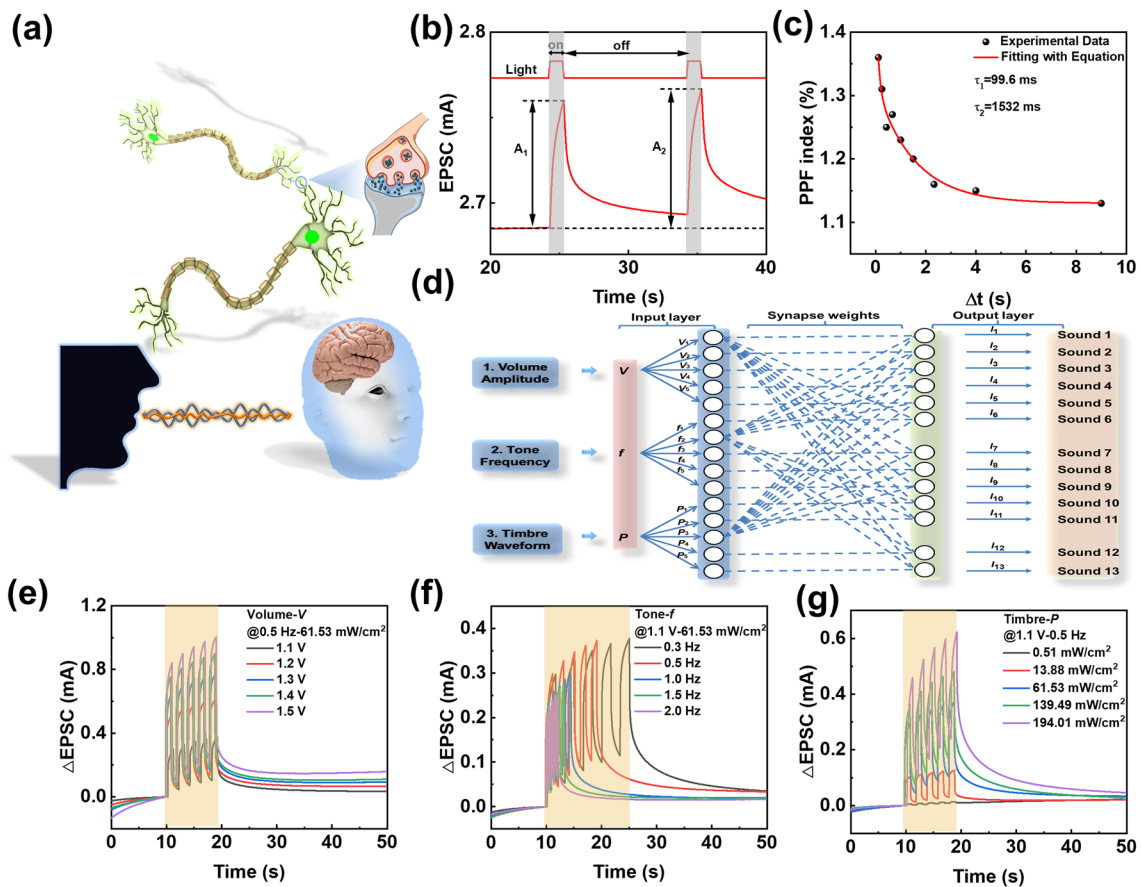 (a)
(b)
2.8
2.7
EPSC (mA)
on
off
Light
A1
A2
20
30
40
Time (s)
(c)
1.4
1.3
1.2
1.1
PPF index (%)
Experimental Data
Fitting with Equation
τ1=99.6 ms
τ2=1532 ms
0
2
4
6
8
10
Δt (s)
(d)
Input layer
Synapse weights
Output layer
1. Volume
Amplitude
2. Tone
Frequency
3. Timbre
Waveform
V
f
P
V1
V2
V3
V4
V5
f1
f2
f3
f4
f5
P1
P2
P3
P4
P5
I1
I2
I3
I4
I5
I6
I7
I8
I9
I10
I11
I12
I13
Sound 1
Sound 2
Sound 3
Sound 4
Sound 5
Sound 6
Sound 7
Sound 8
Sound 9
Sound 10
Sound 11
Sound 12
Sound 13
(e)
1.2
0.8
0.4
0.0
△EPSC (mA)
Volume-V
@0.5 Hz-61.53 mW/cm²
1.1 V
1.2 V
1.3 V
1.4 V
1.5 V
0
10
20
30
40
50
Time (s)
(f)
0.4
0.3
0.2
0.1
0.0
△EPSC (mA)
Tone-f
@1.1 V-61.53 mW/cm²
0.3 Hz
0.5 Hz
1.0 Hz
1.5 Hz
2.0 Hz
0
10
20
30
40
50
Time (s)
(g)
0.6
0.4
0.2
0.0
△EPSC (mA)
Timbre-P
@1.1 V-0.5 Hz
0.51 mW/cm²
13.88 mW/cm²
61.53 mW/cm²
139.49 mW/cm²
194.01 mW/cm²
0
10
20
30
40
50
Time (s)